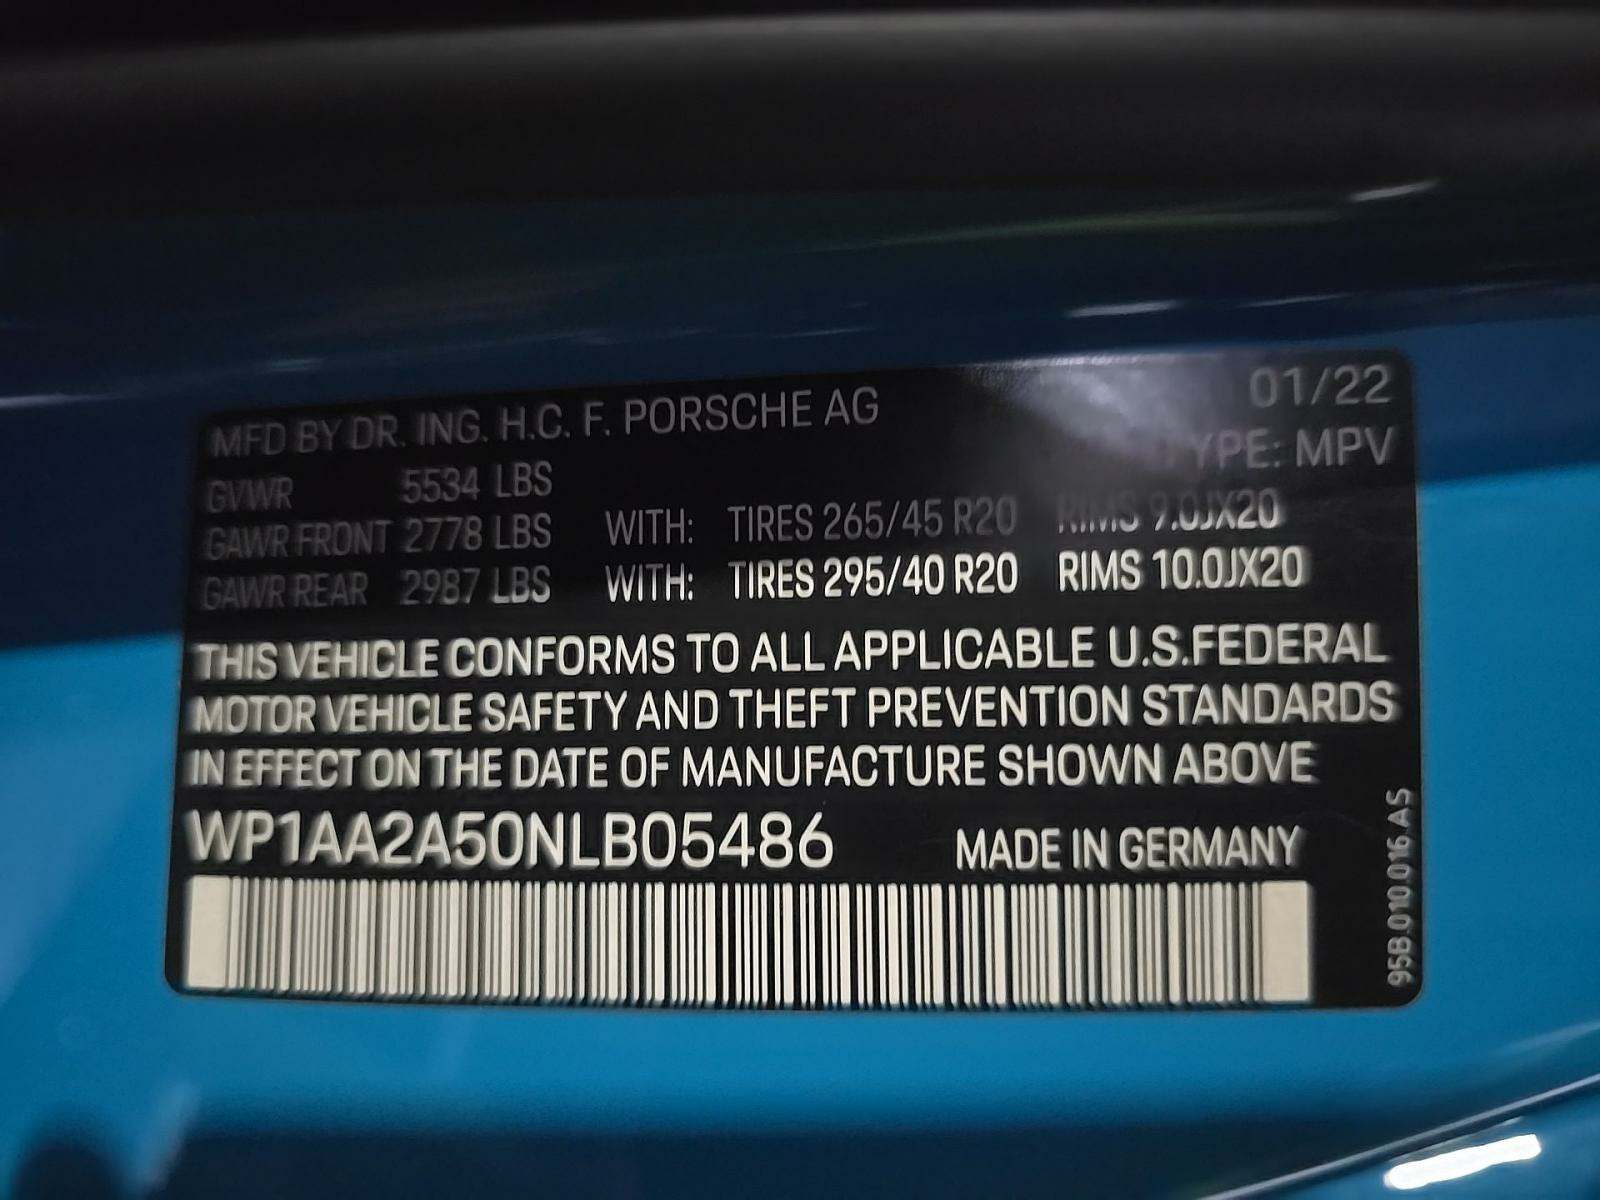 MFD BY DR. ING. H.C. F. PORSCHE AG 01/22
GVWR 5534 LBS TYPE: MPV
GAWR FRONT 2778 LBS WITH: TIRES 265/45 R20 RIMS 9.0JX20
GAWR REAR 2987 LBS WITH: TIRES 295/40 R20 RIMS 10.0JX20
THIS VEHICLE CONFORMS TO ALL APPLICABLE U.S.FEDERAL
MOTOR VEHICLE SAFETY AND THEFT PREVENTION STANDARDS
IN EFFECT ON THE DATE OF MANUFACTURE SHOWN ABOVE
WP1AA2A50NLB05486 MADE IN GERMANY
95B.010.016.AS